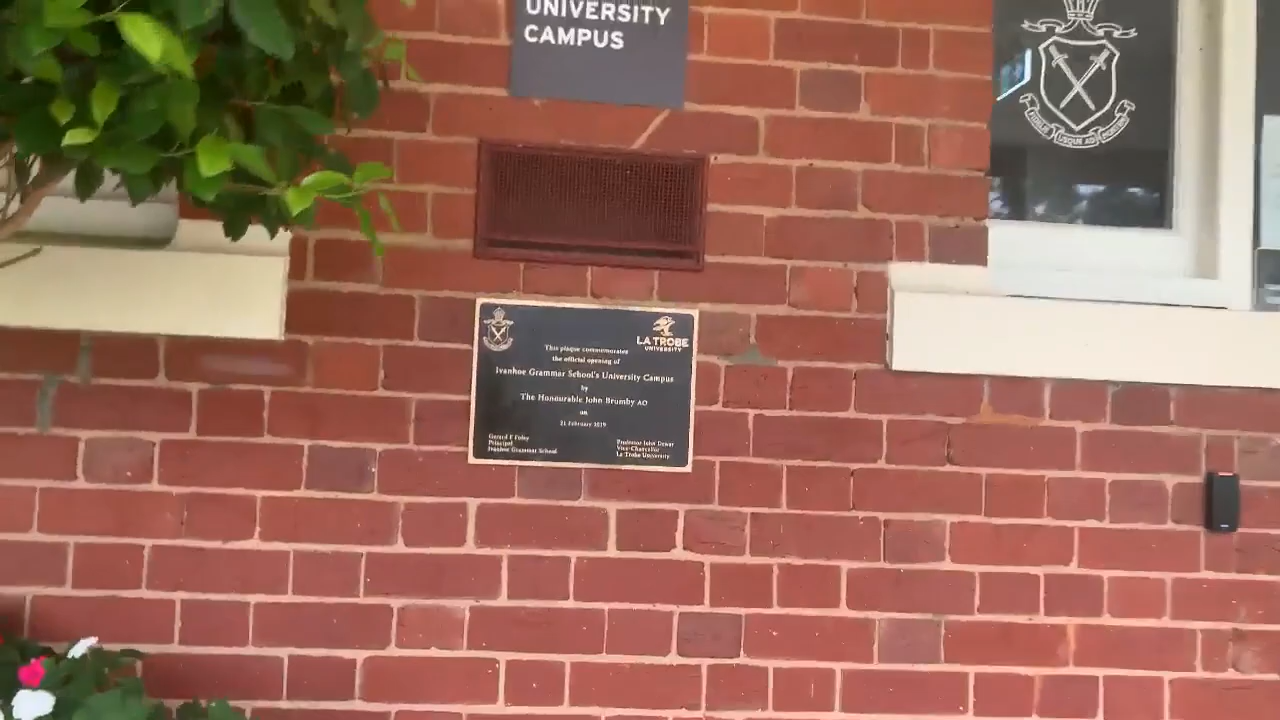 UNIVERSITY
CAMPUS
USQUE AD
LA TROBE
UNIVERSITY
This plaque commemorates
the official opening of
Ivanhoe Grammar School's University Campus
by
The Honourable John Brumby AO
on
21 February 2019
Gerard F Foley
Principal
Ivanhoe Grammar School
Professor John Dewar
Vice-Chancellor
La Trobe University